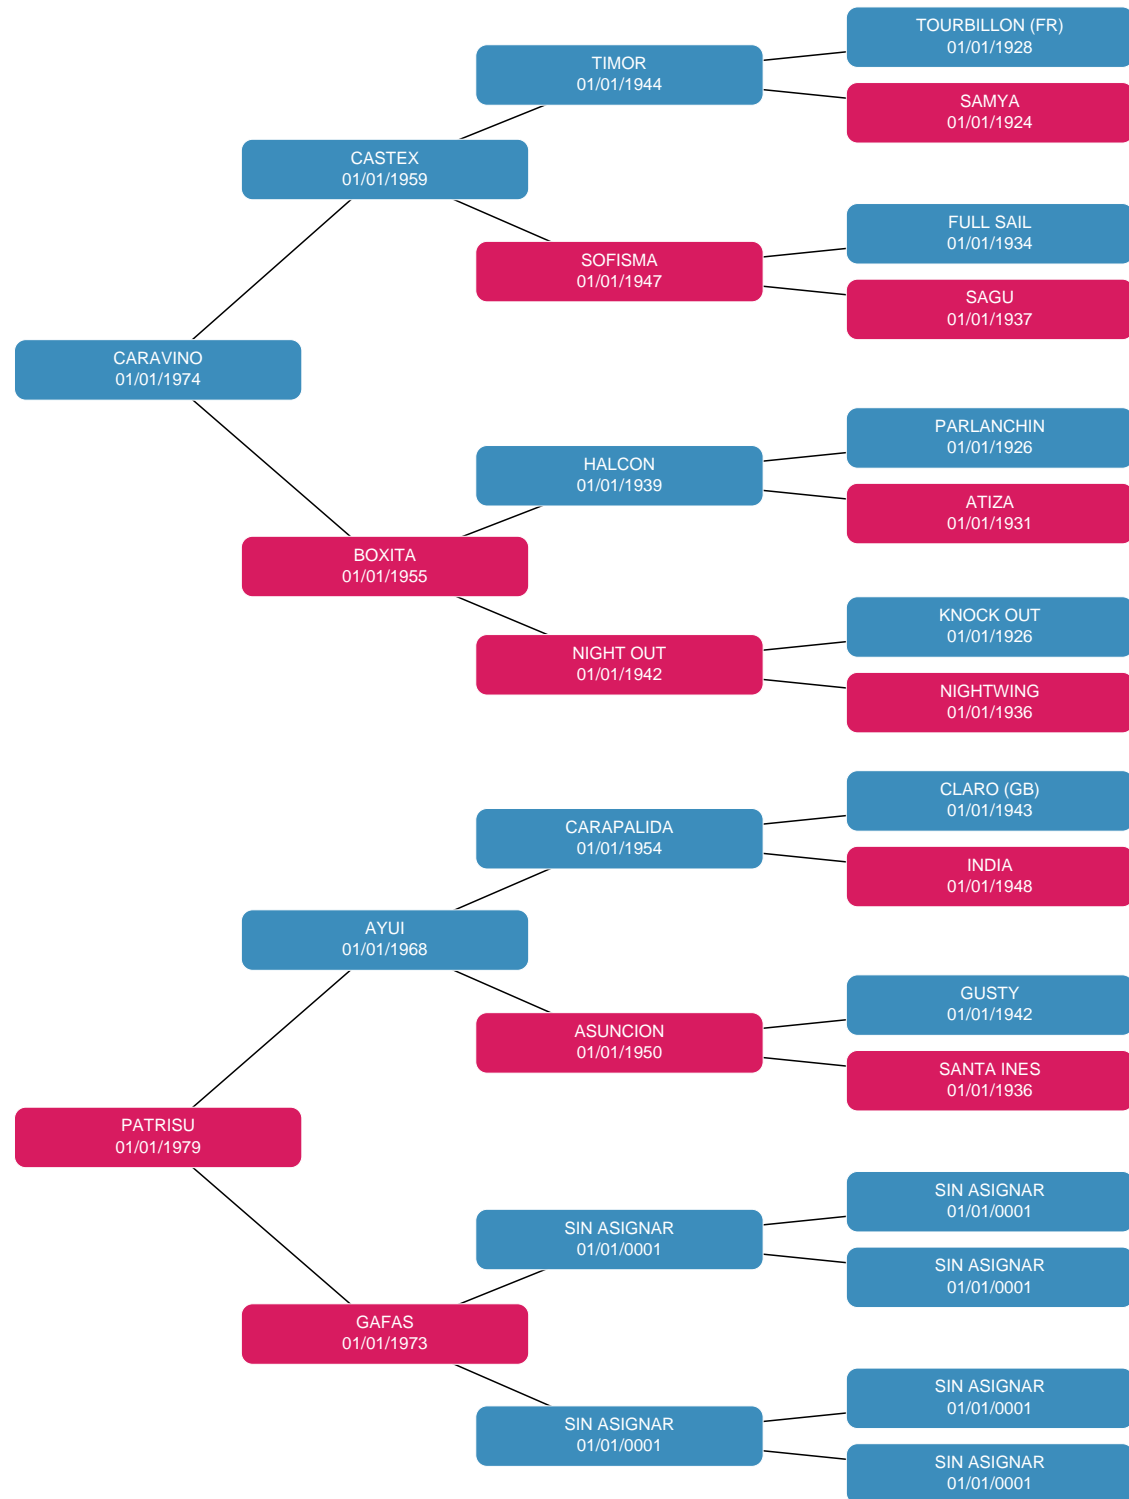 TOURBILLON (FR)
01/01/1928
TIMOR
01/01/1944
SAMYA
01/01/1924
CASTEX
01/01/1959
FULL SAIL
01/01/1934
SOFISMA
01/01/1947
SAGU
01/01/1937
CARAVINO
01/01/1974
PARLANCHIN
01/01/1926
HALCON
01/01/1939
ATIZA
01/01/1931
BOXITA
01/01/1955
KNOCK OUT
01/01/1926
NIGHT OUT
01/01/1942
NIGHTWING
01/01/1936
CLARO (GB)
01/01/1943
CARAPALIDA
01/01/1954
INDIA
01/01/1948
AYUI
01/01/1968
GUSTY
01/01/1942
ASUNCION
01/01/1950
SANTA INES
01/01/1936
PATRISU
01/01/1979
SIN ASIGNAR
01/01/0001
SIN ASIGNAR
01/01/0001
SIN ASIGNAR
01/01/0001
GAFAS
01/01/1973
SIN ASIGNAR
01/01/0001
SIN ASIGNAR
01/01/0001
SIN ASIGNAR
01/01/0001